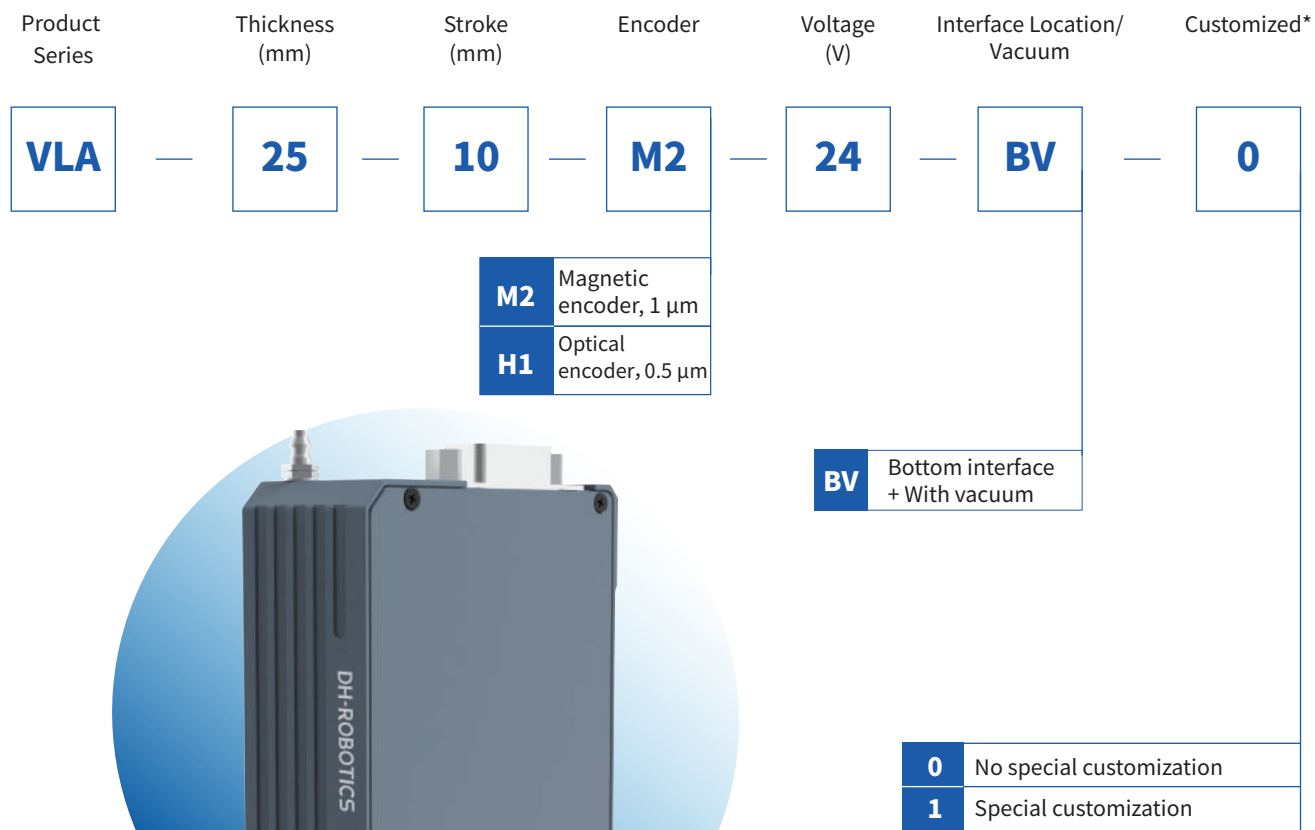 Product
Series
Thickness
(mm)
Stroke
(mm)
Encoder
Voltage
(V)
Interface Location/
Vacuum
Customized*
VLA — 25 — 10 — M2 — 24 — BV — 0
M2 Magnetic
encoder, 1 μm
H1 Optical
encoder, 0.5 μm
BV Bottom interface
+ With vacuum
DH-ROBOTICS
0 No special customization
1 Special customization